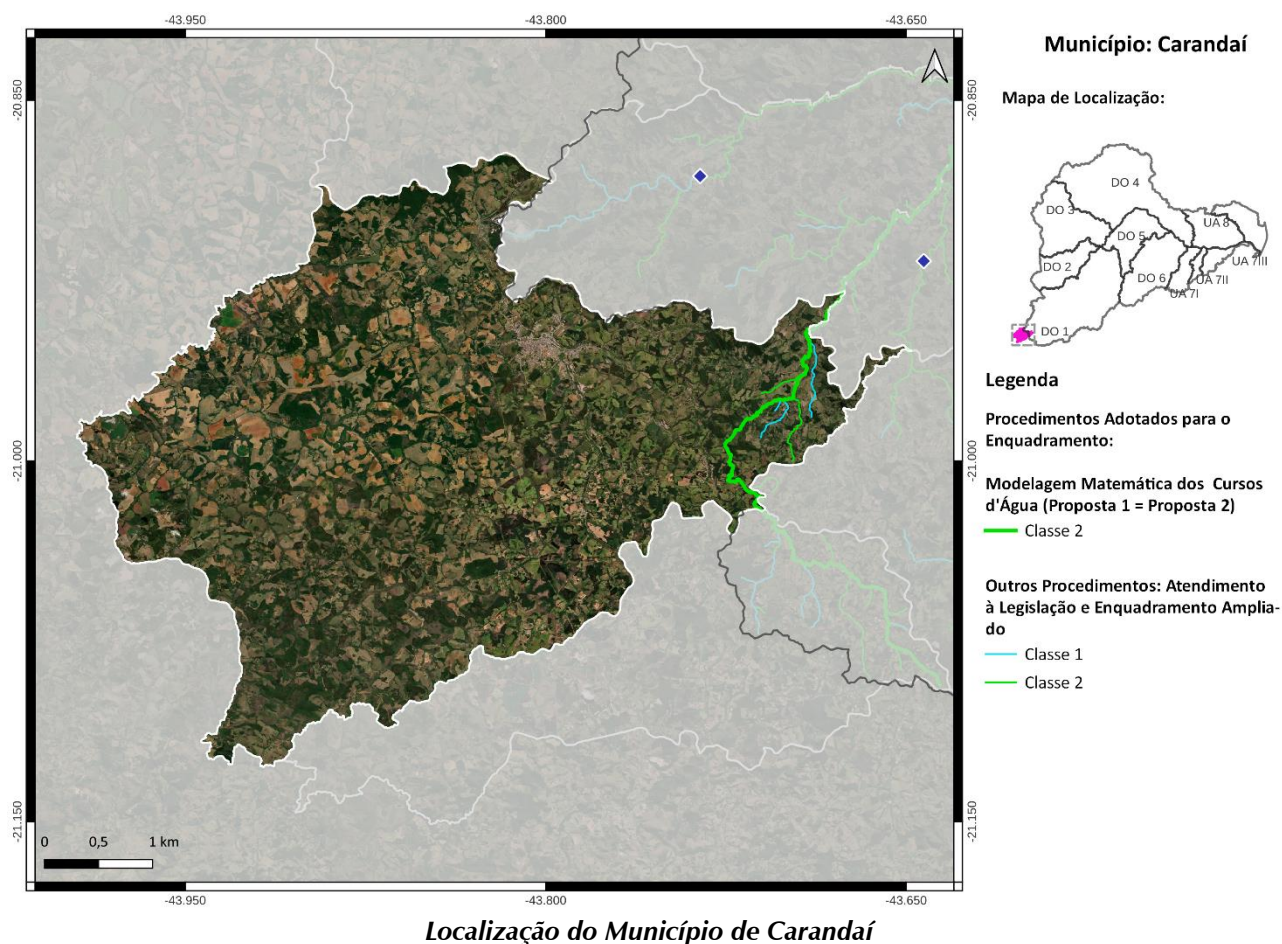 -43.950
-43.800
-43.650
-20.850
-20.850
-21.000
-21.000
-21.150
-21.150
0
0,5
1 km
-43.950
-43.800
-43.650
Município: Carandaí
Mapa de Localização:
DO 4
DO 3
UA 8
DO 5
UA 7III
DO 2
DO 6
UA 7II
UA 7I
DO 1
Legenda
Procedimentos Adotados para o
Enquadramento:
Modelagem Matemática dos Cursos
d'Água (Proposta 1 = Proposta 2)
Classe 2
Outros Procedimentos: Atendimento
à Legislação e Enquadramento Amplia-
do
Classe 1
Classe 2
Localização do Município de Carandaí